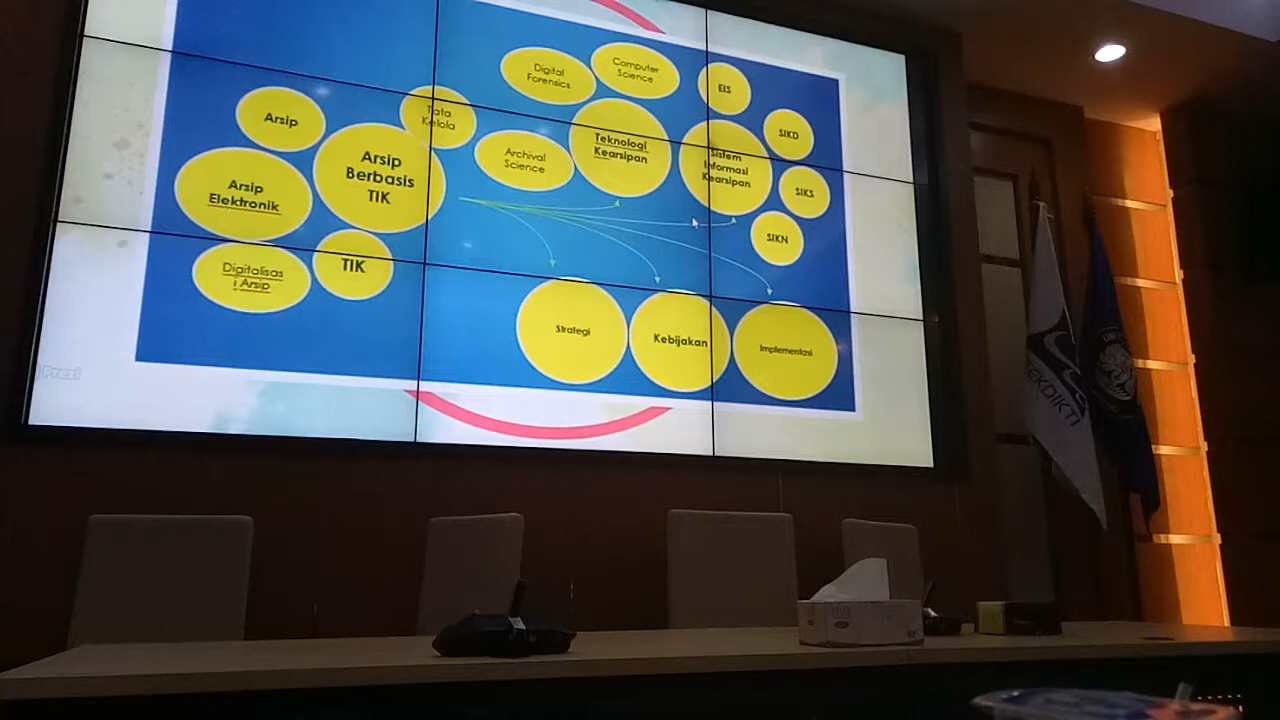 Arsip
Arsip
Elektronik
Digitalisas
i Arsip
Arsip
Berbasis
TIK
TIK
Tata
Kelola
Digital
Forensics
Computer
Science
Archival
Science
Teknologi
Kearsipan
EIS
Sistem
Informasi
Kearsipan
SIKD
SIKS
SIKN
Strategi
Kebijakan
Implementasi
Prezi
TEKDIKTI